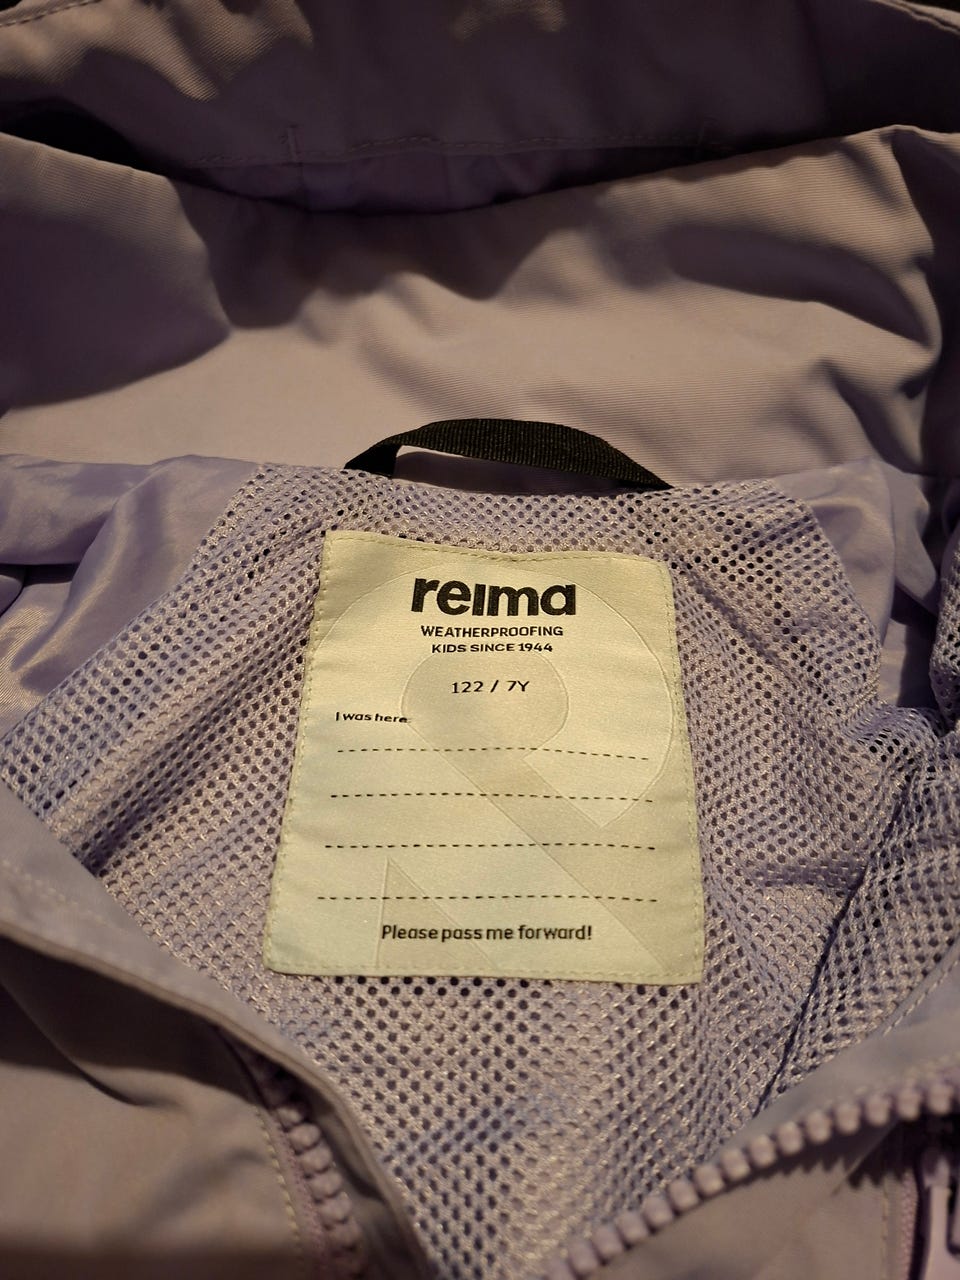 reima
WEATHERPROOFING
KIDS SINCE 1944
122 / 7Y
I was here:
Please pass me forward!